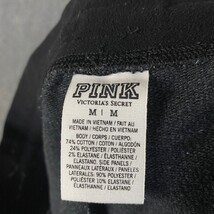 PINK
VICTORIA'S SECRET
M | M
MADE IN VIETNAM / FAIT AU
VIETNAM / HECHO EN VIETNAM
BODY / CORPS / CUERPO:
74% COTTON / COTON / ALGODÓN
24% POLYESTER / POLIÉSTER
2% ELASTANE / ÉLASTHANNE /
ELASTANO. SIDE PANELS /
PANNEAUX LATÉRAUX / PANELES
LATERALES: 90% POLYESTER /
POLIÉSTER 10% ELASTANE /
ÉLASTHANNE / ELASTANO